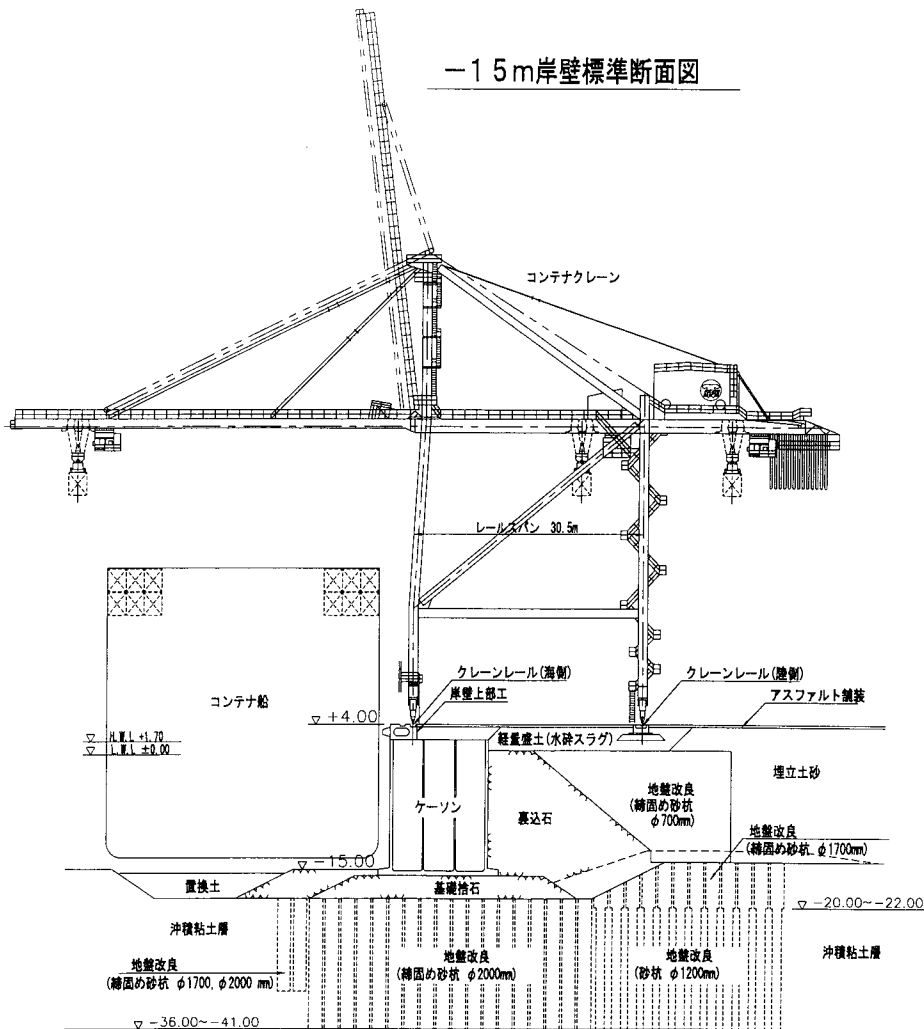 −15m岸壁標準断面図
コンテナクレーン
レールスパン 30.5m
クレーンレール(海側)
岸壁上部工
クレーンレール(陸側)
アスファルト舗装
コンテナ船
+4.00
H.W.L +1.70
L.W.L ±0.00
軽量盛土(水砕スラグ)
埋立土砂
ケーソン
裏込石
地盤改良
(締固め砂杭
φ700mm)
地盤改良
(締固め砂杭 φ1700mm)
−15.00
置換土
基礎捨石
−20.00~−22.00
沖積粘土層
地盤改良
(締固め砂杭 φ1700, φ2000 mm)
地盤改良
(締固め砂杭 φ2000mm)
地盤改良
(砂杭 φ1200mm)
沖積粘土層
−36.00~−41.00